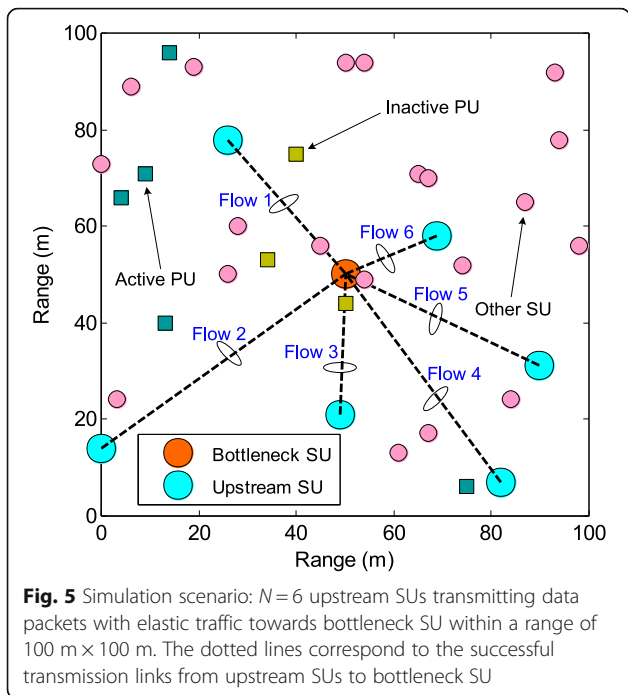 100
80
60
40
20
0
Range (m)
0
20
40
60
80
100
Range (m)
Inactive PU
Flow 1
Flow 6
Active PU
Other SU
Flow 5
Flow 2
Flow 3
Flow 4
Bottleneck SU
Upstream SU
Fig. 5 Simulation scenario: N = 6 upstream SUs transmitting data
packets with elastic traffic towards bottleneck SU within a range of
100 m × 100 m. The dotted lines correspond to the successful
transmission links from upstream SUs to bottleneck SU